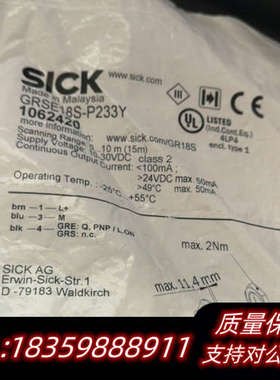 SICK
www.sick.com
Made in Malaysia
GRSE18S-P233Y
1062420
UL
LISTED
(Ind.Cont.Eq.)
4LP4
encl. type 1
More information: www.sick.com/GR18S
Scanning Range 0...10 m (15m)
Supply Voltage 10-30VDC class 2
Continuous Output Current <100mA;
>24VDC max. 50mA
>49°C max. 50mA
Operating Temp.: -25°C...+55°C
brn 1 L+
blu 3 M
blk 4 GRE: Q, PNP / L.ON
GRS: n.c.
max. 2Nm
max. 11,4 mm
SICK AG
Erwin-Sick-Str.1
D-79183 Waldkirch
质量保
:18359888911
支持对公